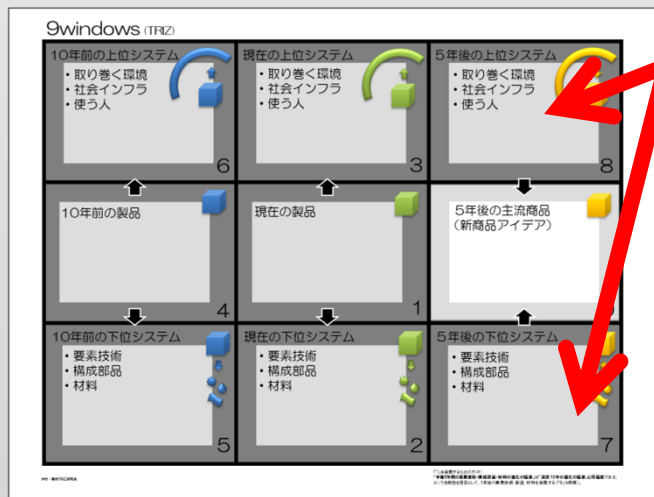 9windows (TRIZ)
10年前の上位システム
・取り巻く環境
・社会インフラ
・使う人
6
現在の上位システム
・取り巻く環境
・社会インフラ
・使う人
3
5年後の上位システム
・取り巻く環境
・社会インフラ
・使う人
8
10年前の製品
4
現在の製品
1
5年後の主流商品
(新商品アイデア)
10年前の下位システム
・要素技術
・構成部品
・材料
5
現在の下位システム
・要素技術
・構成部品
・材料
2
5年後の下位システム
・要素技術
・構成部品
・材料
7